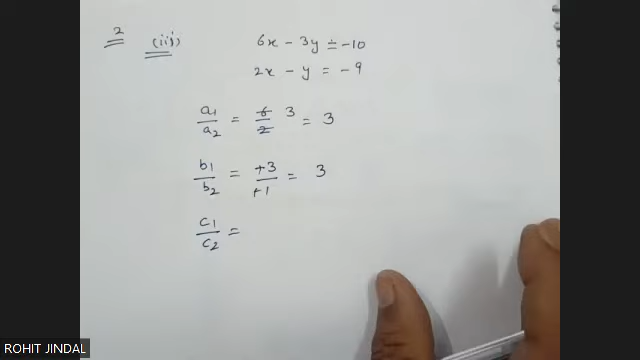 2 (iii) 6x - 3y = -10
2x - y = -9
a1/a2 = 6/2 3 = 3
b1/b2 = +3/+1 = 3
c1/c2 =
ROHIT JINDAL